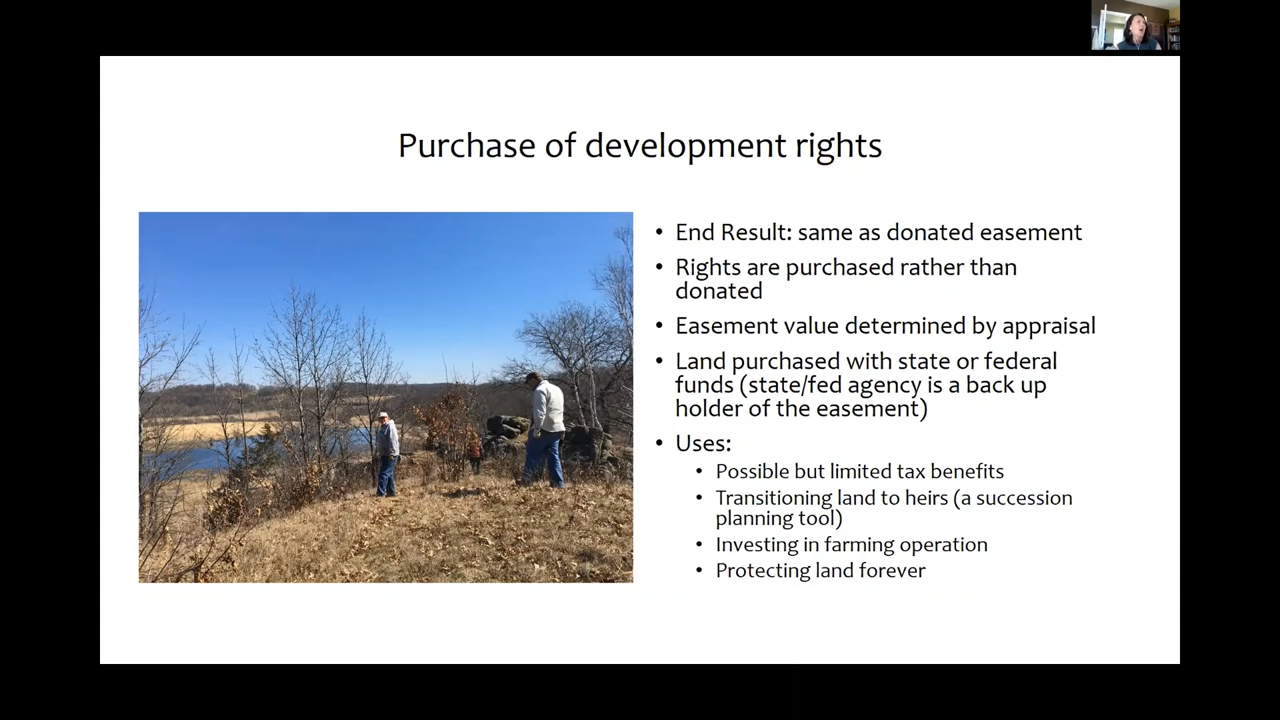 Purchase of development rights
• End Result: same as donated easement
• Rights are purchased rather than
donated
• Easement value determined by appraisal
• Land purchased with state or federal
funds (state/fed agency is a back up
holder of the easement)
• Uses:
• Possible but limited tax benefits
• Transitioning land to heirs (a succession
planning tool)
• Investing in farming operation
• Protecting land forever